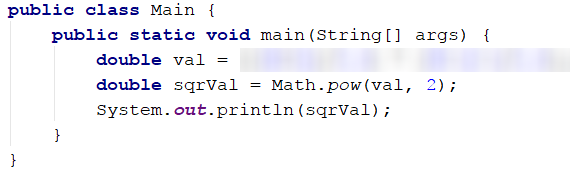 public class Main {
public static void main(String[] args) {
double val =
double sqrVal = Math.pow(val, 2);
System.out.println(sqrVal);
}
}